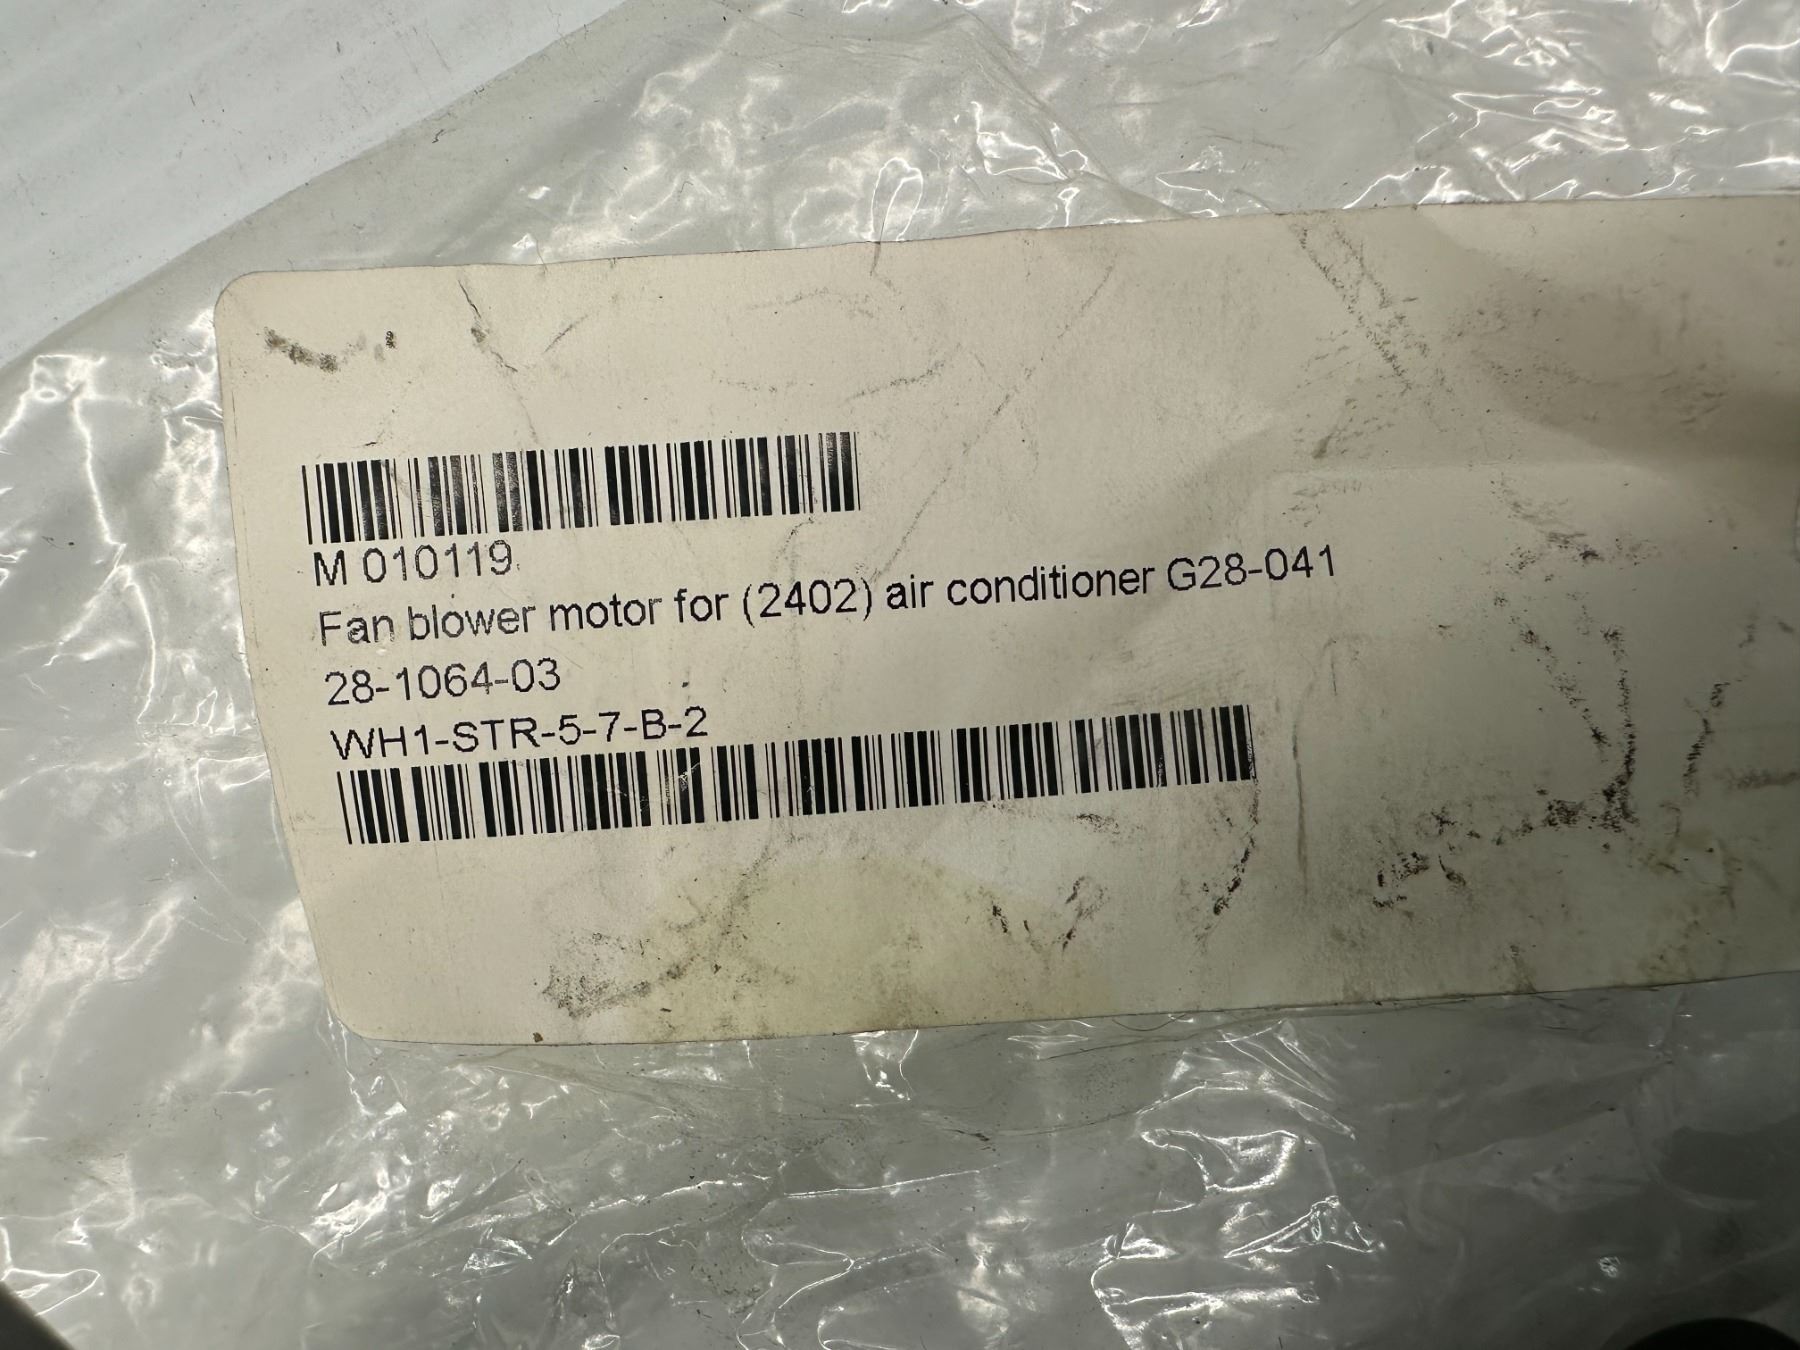 M 010119
Fan blower motor for (2402) air conditioner G28-041
28-1064-03
WH1-STR-5-7-B-2